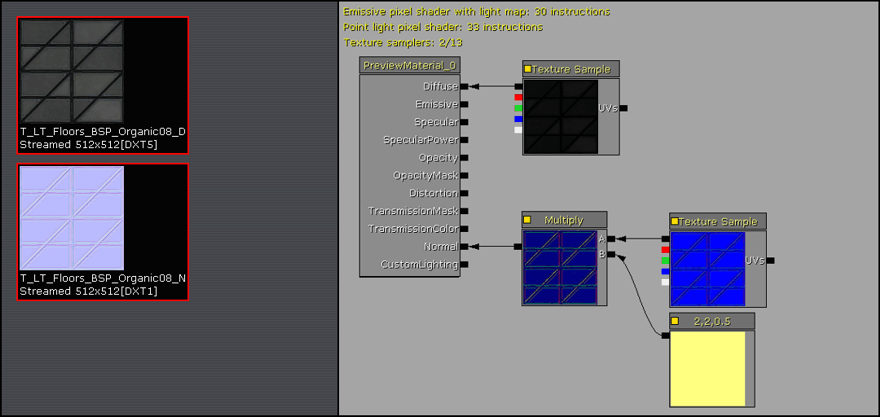 T_LT_Floors_BSP_Organic08_D
Streamed 512x512[DXT5]
T_LT_Floors_BSP_Organic08_N
Streamed 512x512[DXT1]
Emissive pixel shader with light map: 30 instructions
Point light pixel shader: 33 instructions
Texture samplers: 2/13
PreviewMaterial_0
Diffuse
Emissive
Specular
SpecularPower
Opacity
OpacityMask
Distortion
TransmissionMask
TransmissionColor
Normal
CustomLighting
Texture Sample
UVs
Multiply
A
B
Texture Sample
UVs
2,2,0.5